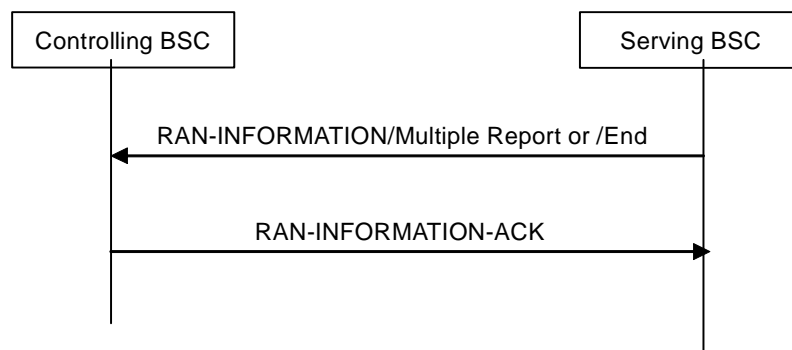 Controlling BSC
Serving BSC
RAN-INFORMATION/Multiple Report or /End
RAN-INFORMATION-ACK